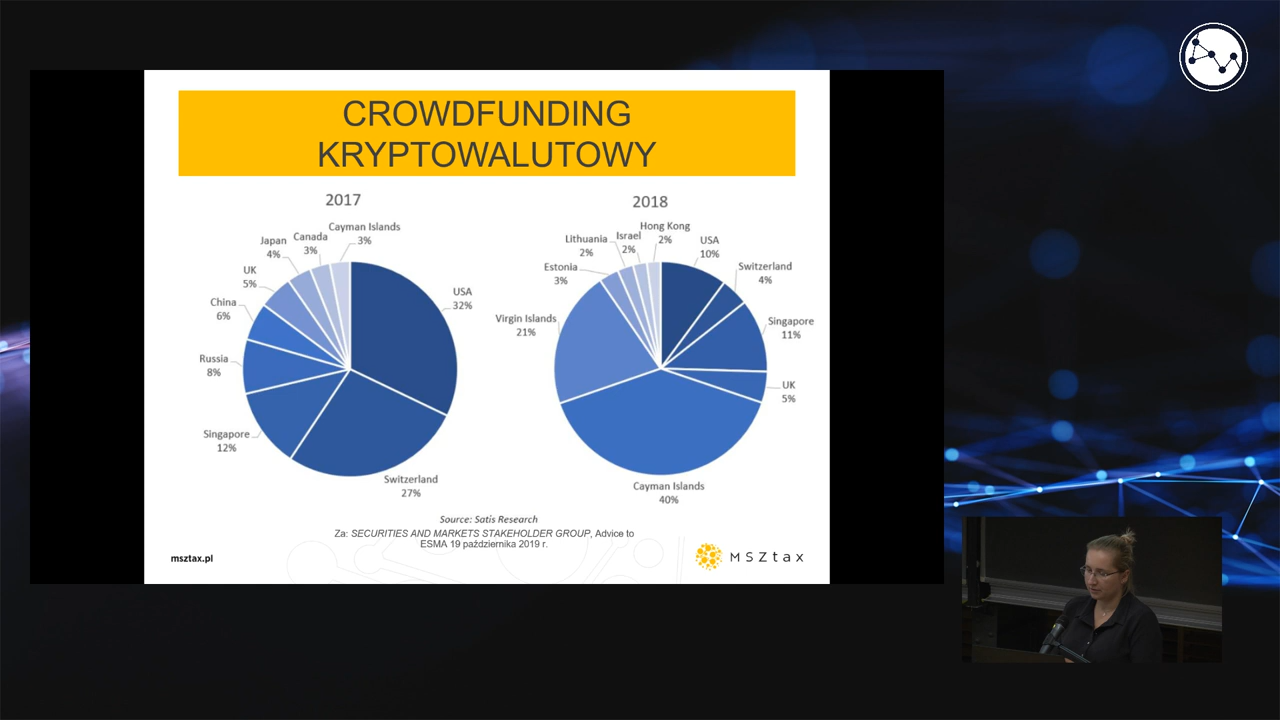 CROWDFUNDING
KRYPTOWALUTOWY
2017
Cayman Islands
3%
Canada
3%
Japan
4%
UK
5%
China
6%
Russia
8%
Singapore
12%
Switzerland
27%
USA
32%
2018
Hong Kong
2%
Israel
2%
Lithuania
2%
Estonia
3%
Virgin Islands
21%
Cayman Islands
40%
UK
5%
Singapore
11%
Switzerland
4%
USA
10%
Source: Satis Research
Za: SECURITIES AND MARKETS STAKEHOLDER GROUP, Advice to
ESMA 19 października 2019 r.
msztax.pl
MSZtax